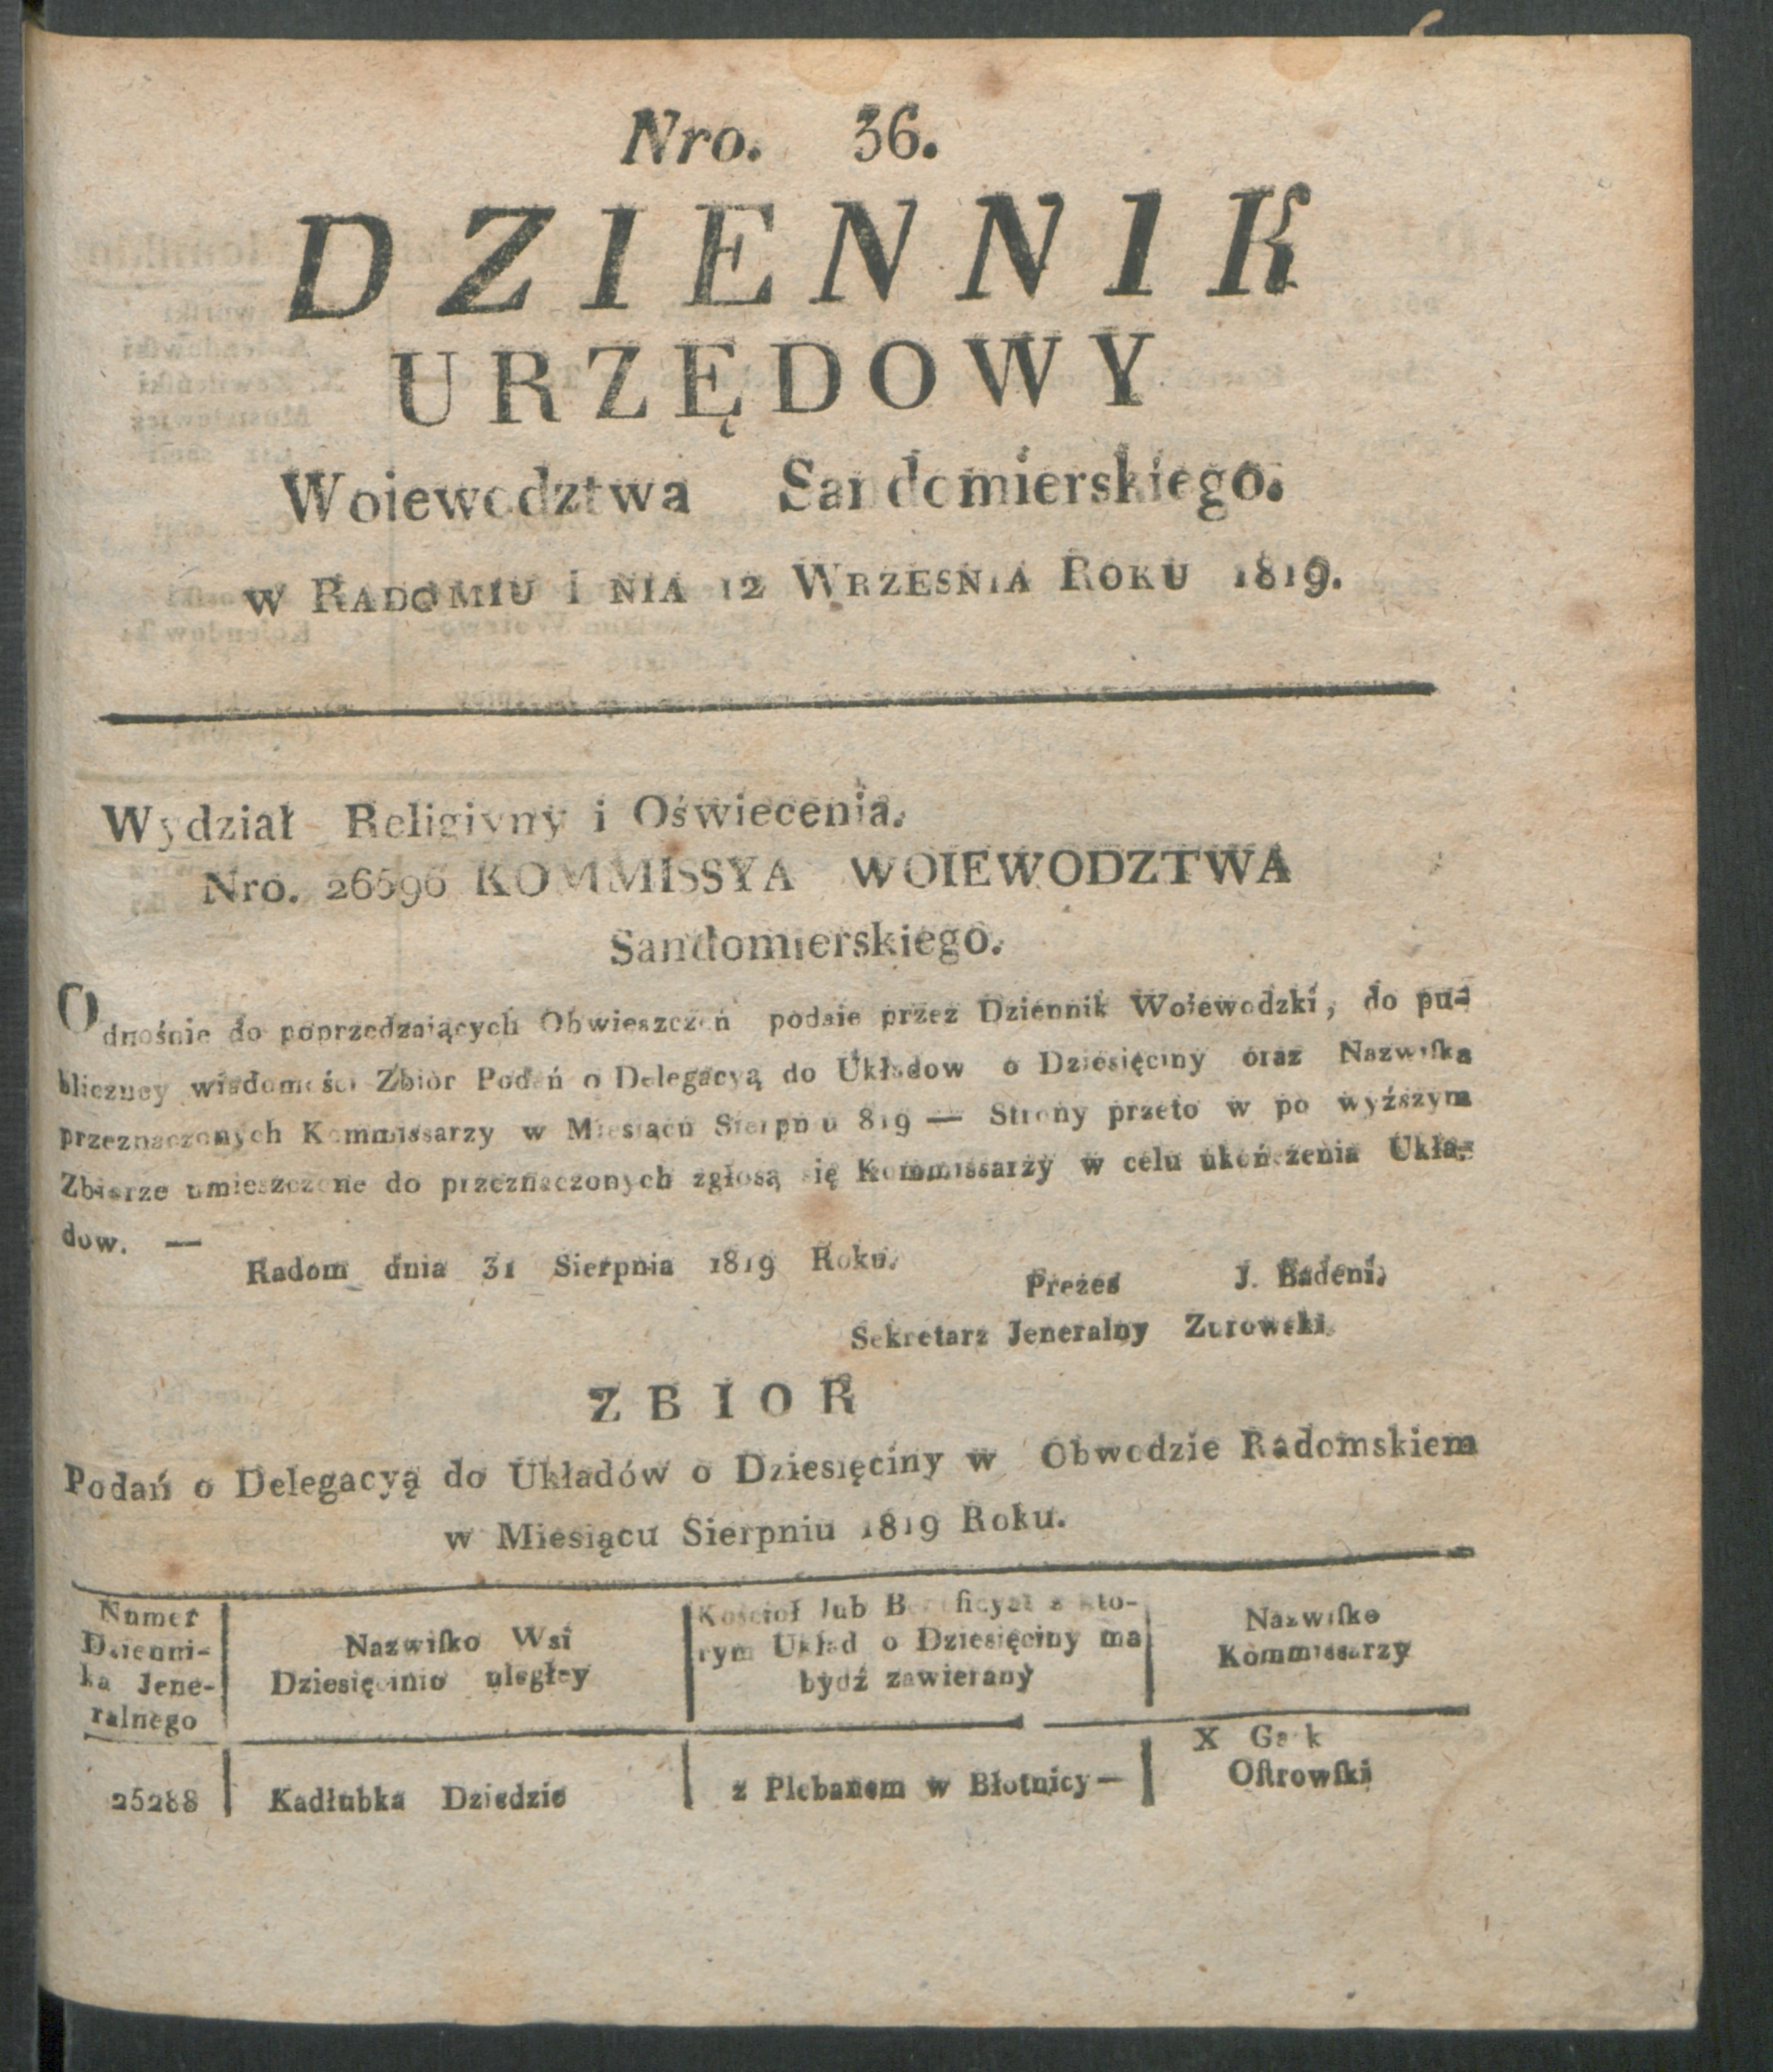 Nro. 36.
DZIENNIK
URZĘDOWY
Woiewodztwa Sandomierskiego.
w Radomiu Dnia 12 Wrzesnia Roku 1819.
Wydział Religiyny i Oświecenia.
Nro. 26596 KOMMISSYA WOIEWODZTWA
Sandomierskiego.
Odnośnie do poprzedzaiących Obwieszczeń podaie przez Dziennik Woiewodzki, do pu-
bliczney wiadomości Zbiór Podań o Delegacyą do Układow o Dziesięciny oraz Nazwiſka
przeznaczonych Kommissarzy w Miesiącu Sierpniu 819 — Strony przeto w po wyższym
Zbiorze umieszczone do przeznaczonych zgłosą się Kommissarzy w celu ukończenia Ukła-
dow. —
Radom dnia 31 Sierpnia 1819 Roku.
Prezes J. Badeni.
Sekretarz Jeneralny Zurowski.
ZBIOR
Podań o Delegacyą do Układów o Dziesięciny w Obwodzie Radomskiem
w Miesiącu Sierpniu 1819 Roku.
Numer
Dzienni-
ka Jene-
ralnego
Nazwiſko Wsi
Dziesięcinie uległey
Kościoł lub Beneficyat z kto-
rym Układ o Dziesięciny ma
bydź zawierany
Nazwiſko
Kommissarzy
25288 Kadłubka Dziedzic z Plebanem w Błotnicy — X
Oſtrowſki